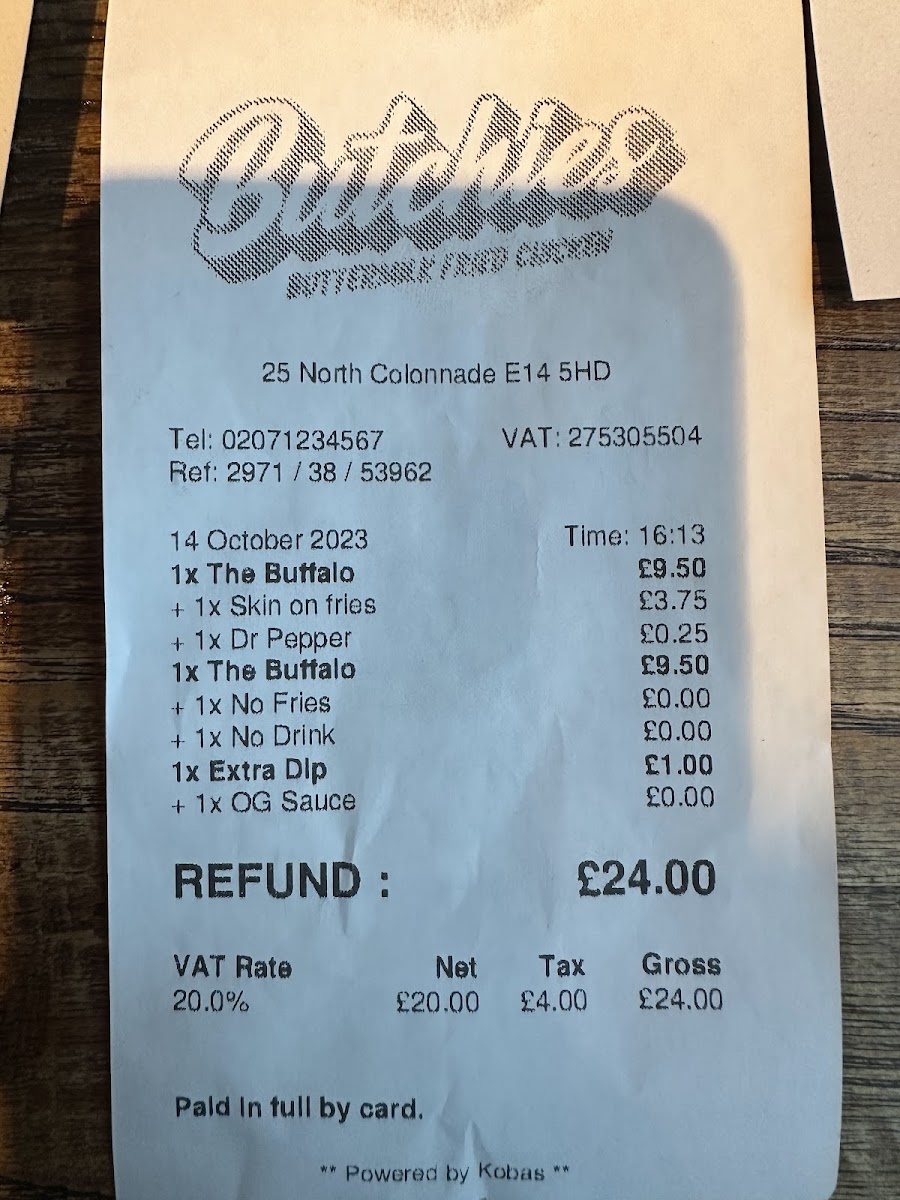 Butchies
BUTTERMILK FRIED CHICKEN
25 North Colonnade E14 5HD
Tel: 02071234567 VAT: 275305504
Ref: 2971 / 38 / 53962
14 October 2023 Time: 16:13
1x The Buffalo £9.50
+ 1x Skin on fries £3.75
+ 1x Dr Pepper £0.25
1x The Buffalo £9.50
+ 1x No Fries £0.00
+ 1x No Drink £0.00
1x Extra Dip £1.00
+ 1x OG Sauce £0.00
REFUND : £24.00
VAT Rate Net Tax Gross
20.0% £20.00 £4.00 £24.00
Paid in full by card.
** Powered by Kobas **